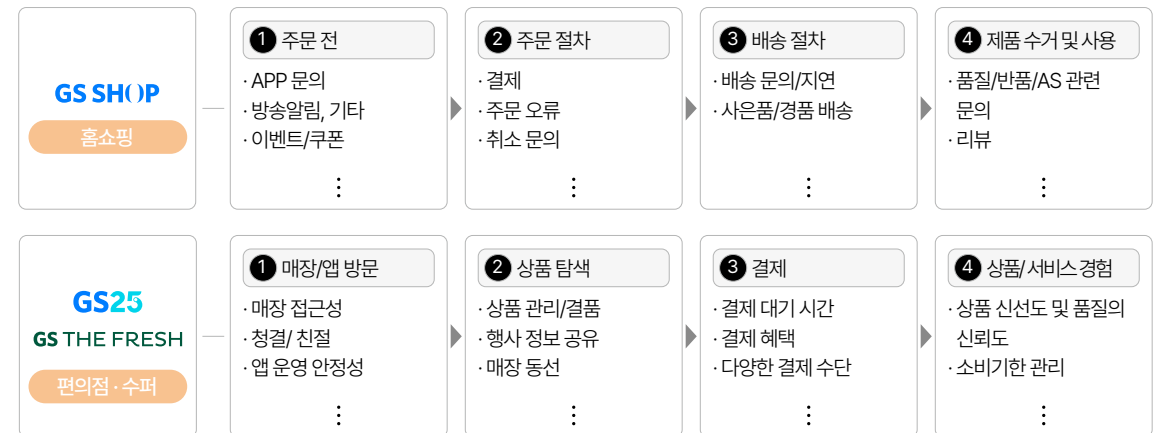 GS SHOP
홈쇼핑
1 주문 전
· APP 문의
· 방송알림, 기타
· 이벤트/쿠폰
⋮
2 주문 절차
· 결제
· 주문 오류
· 취소 문의
⋮
3 배송 절차
· 배송 문의/지연
· 사은품/경품 배송
⋮
4 제품 수거 및 사용
· 품질/반품/AS 관련
문의
· 리뷰
⋮
GS25
GS THE FRESH
편의점 · 수퍼
1 매장/앱 방문
· 매장 접근성
· 청결/ 친절
· 앱 운영 안정성
⋮
2 상품 탐색
· 상품 관리/결품
· 행사 정보 공유
· 매장 동선
⋮
3 결제
· 결제 대기 시간
· 결제 혜택
· 다양한 결제 수단
⋮
4 상품/서비스 경험
· 상품 신선도 및 품질의
신뢰도
· 소비기한 관리
⋮